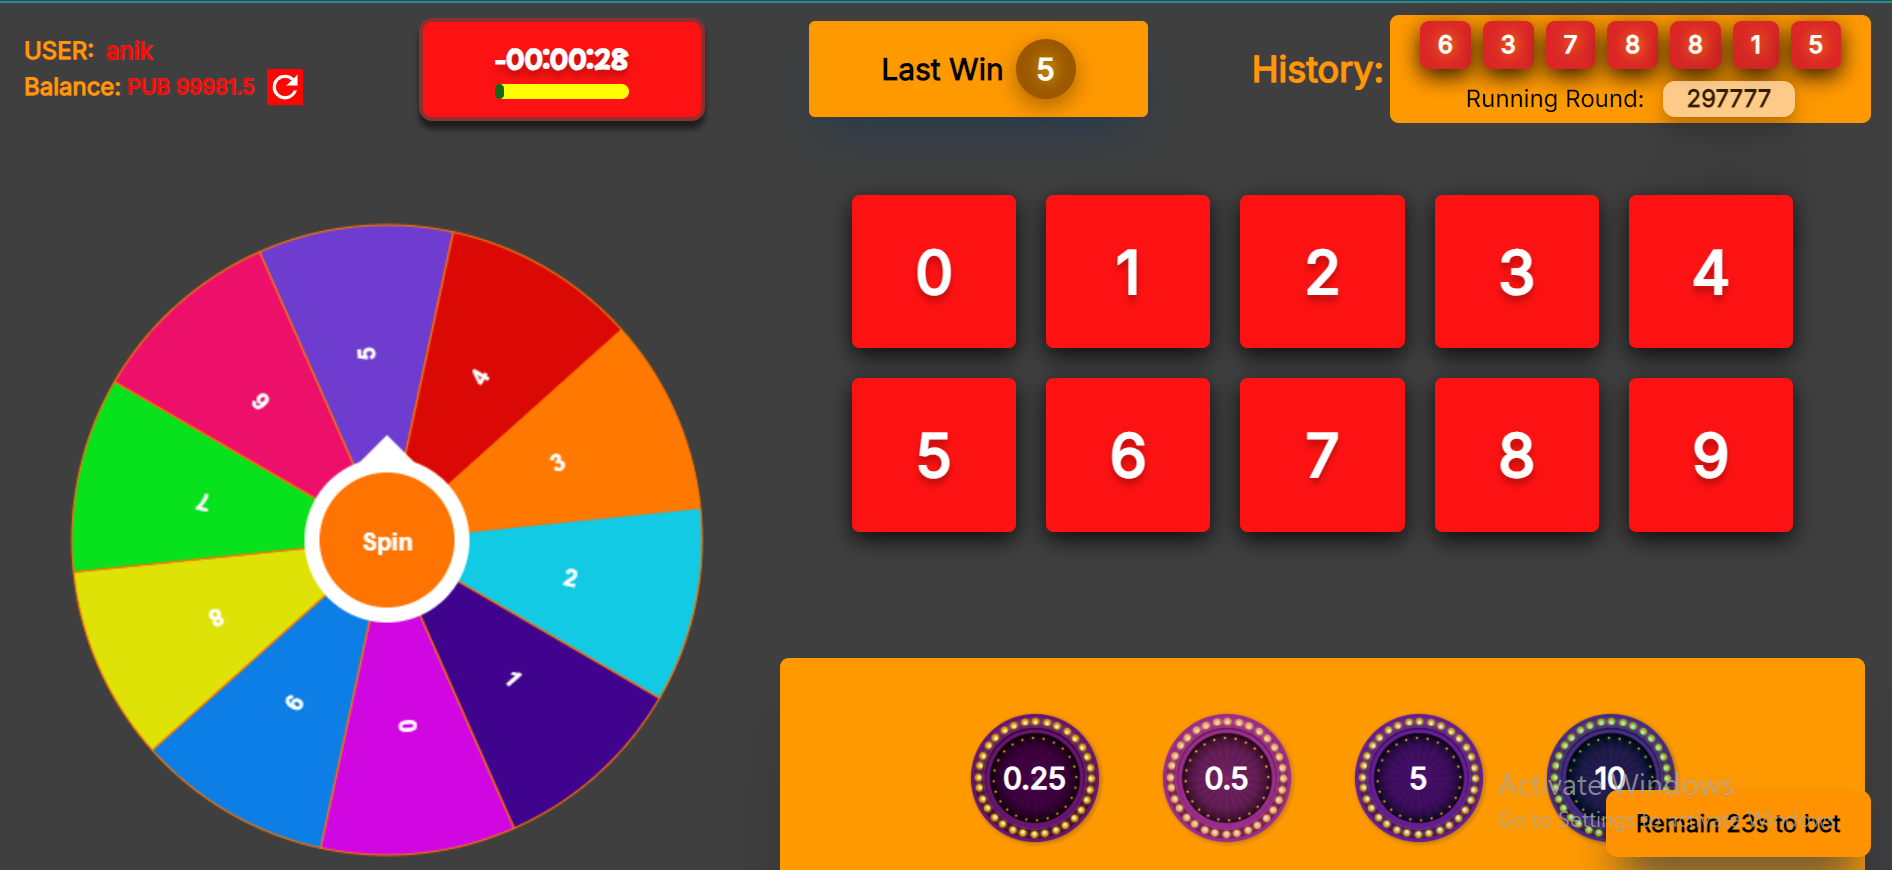 USER: anik
Balance: PUB 99981.5
-00:00:28
Last Win 5
History:
6 3 7 8 8 1 5
Running Round: 297777
0 1 2 3 4
5 6 7 8 9
5
4
3
2
1
0
9
8
7
6
Spin
0.25 0.5 5 10
Activate Windows
Go to Settings to activate Windows.
Remain 23s to bet